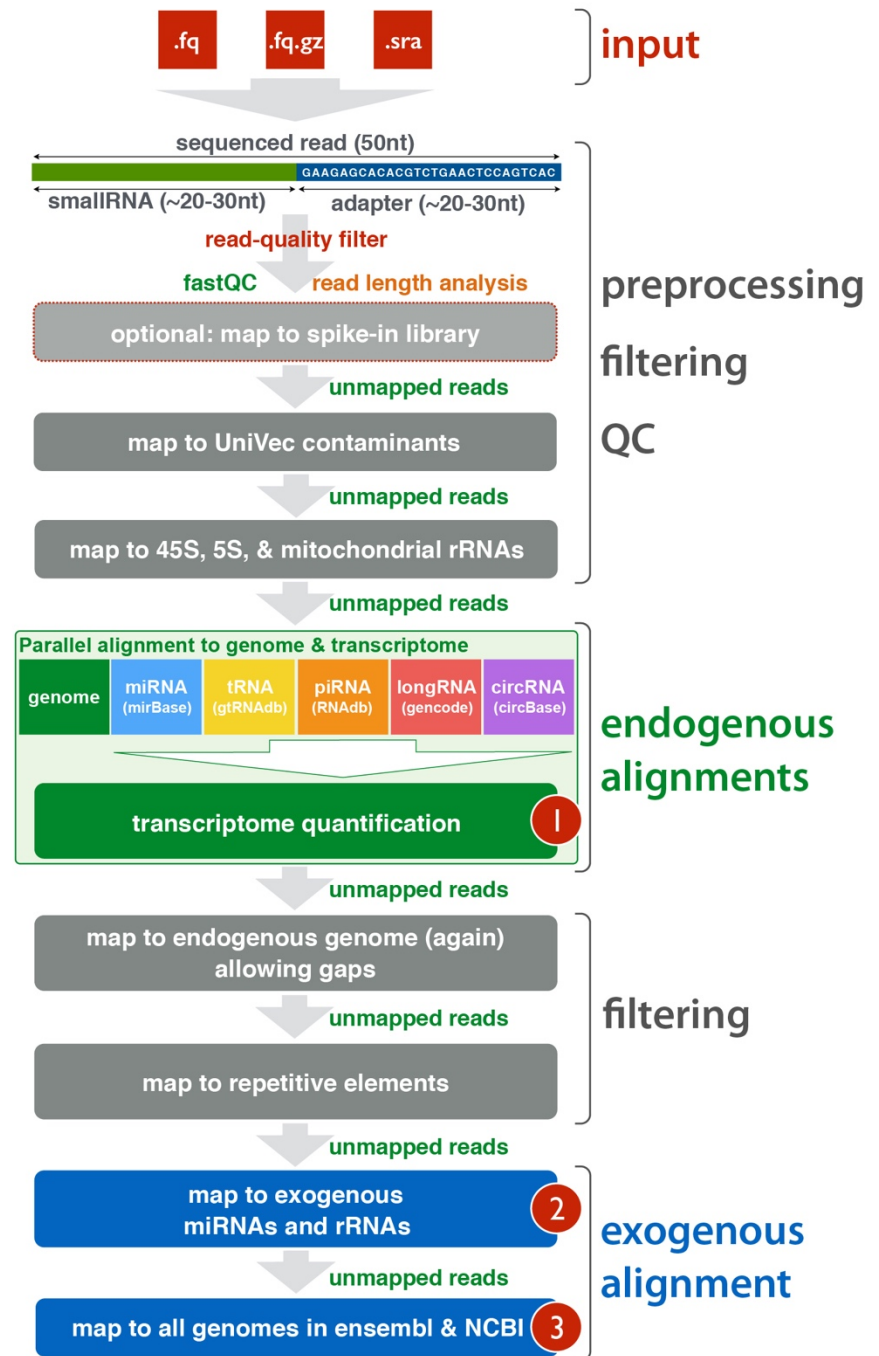 .fq
.fq.gz
.sra
input
sequenced read (50nt)
GAAGAGCACACGTCTGAACTCCAGTCAC
smallRNA (~20-30nt)
adapter (~20-30nt)
read-quality filter
fastQC
read length analysis
preprocessing
optional: map to spike-in library
filtering
unmapped reads
map to UniVec contaminants
QC
unmapped reads
map to 45S, 5S, & mitochondrial rRNAs
unmapped reads
Parallel alignment to genome & transcriptome
genome
miRNA
(mirBase)
tRNA
(gtRNAdb)
piRNA
(RNAdb)
longRNA
(gencode)
circRNA
(circBase)
endogenous
alignments
transcriptome quantification
1
unmapped reads
map to endogenous genome (again)
allowing gaps
unmapped reads
filtering
map to repetitive elements
unmapped reads
map to exogenous
miRNAs and rRNAs
2
exogenous
alignment
unmapped reads
map to all genomes in ensembl & NCBI
3